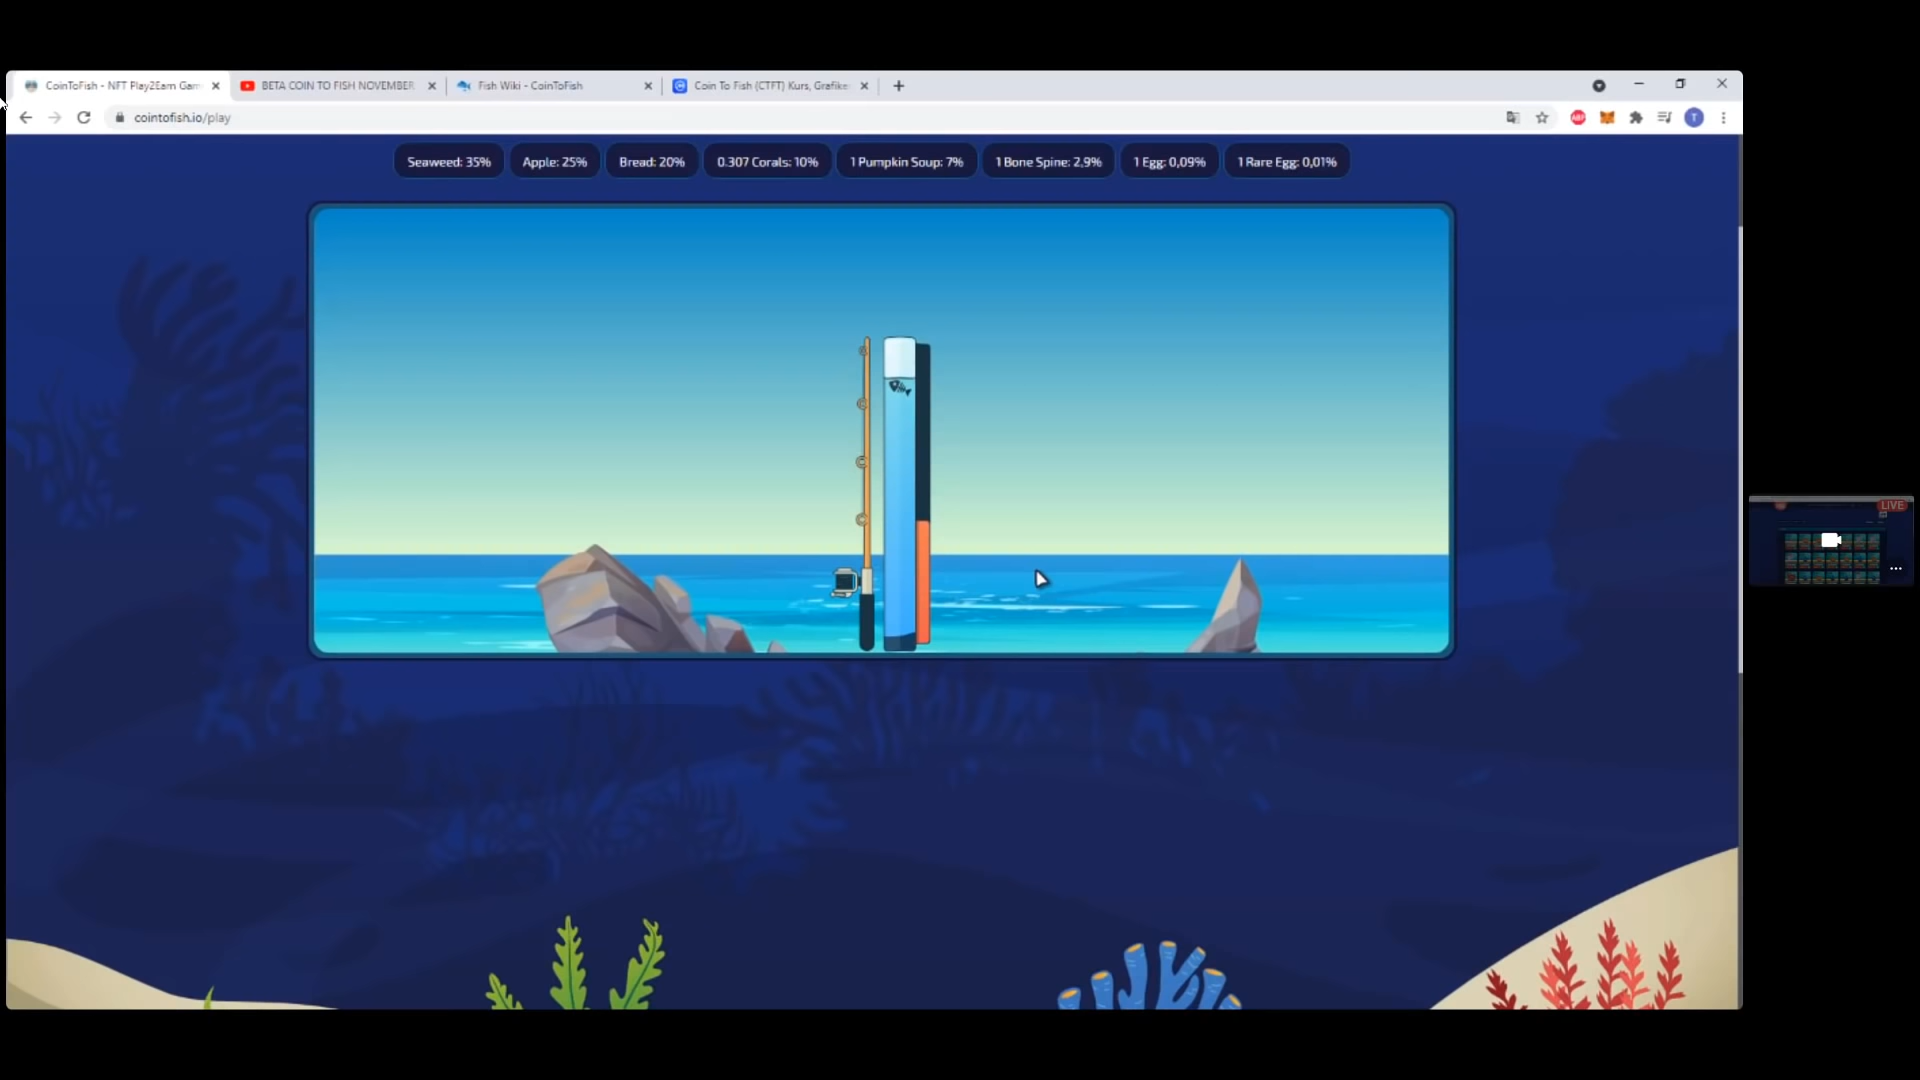 CoinToFish - NFT Play2Earn Gam
BETA COIN TO FISH NOVEMBER
Fish Wiki - CoinToFish
Coin To Fish (CTFT) Kurs, Grafike
cointofish.io/play
ABP
T
Seaweed: 35%
Apple: 25%
Bread: 20%
0.307 Corals: 10%
1 Pumpkin Soup: 7%
1 Bone Spine: 2,9%
1 Egg: 0,09%
1 Rare Egg: 0,01%
LIVE